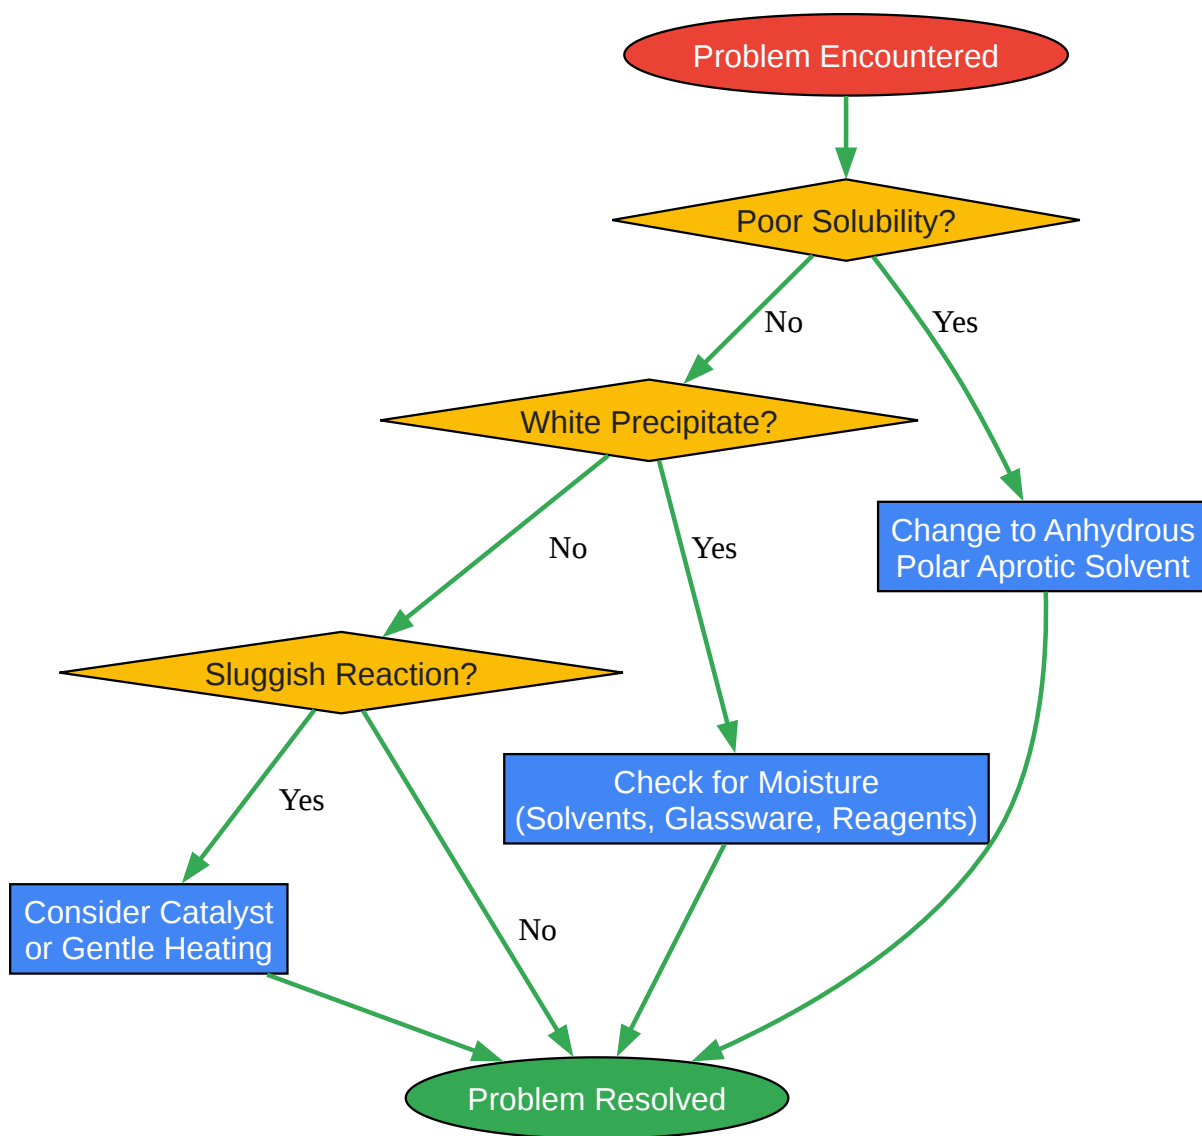 Problem Encountered
Poor Solubility?
No
Yes
White Precipitate?
Change to Anhydrous
Polar Aprotic Solvent
No
Yes
Sluggish Reaction?
Check for Moisture
(Solvents, Glassware, Reagents)
Yes
Consider Catalyst
or Gentle Heating
No
Problem Resolved